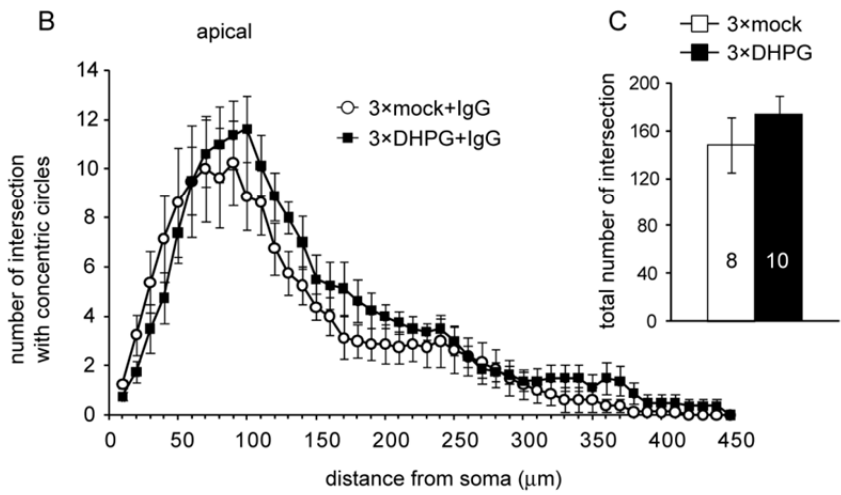 B
apical
14
12
10
8
6
4
2
0
number of intersection
with concentric circles
3×mock+IgG
3×DHPG+IgG
0 50 100 150 200 250 300 350 400 450
distance from soma (μm)
C
3×mock
3×DHPG
200
160
120
80
40
0
total number of intersection
8 10